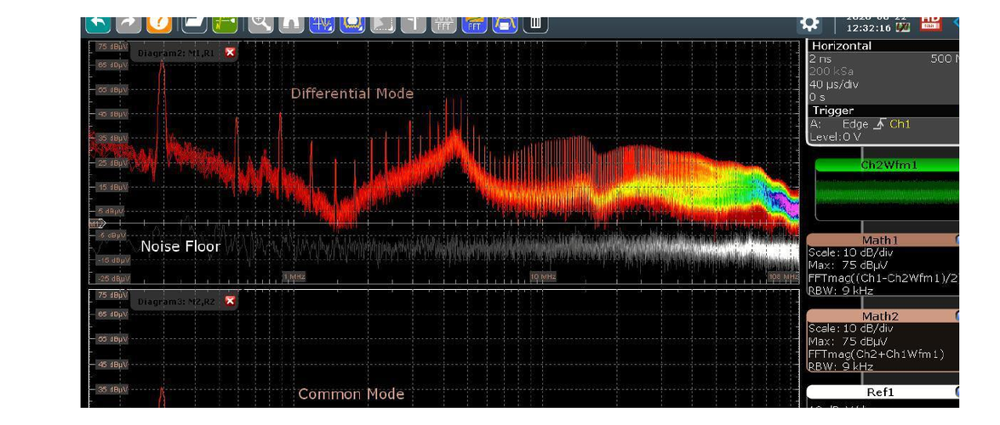 FFT
FFT
12:32:16
HD
75 dBµV
Diagram2: M1,R1
65 dBµV
Differential Mode
55 dBµV
45 dBµV
35 dBµV
25 dBµV
15 dBµV
5 dBµV
-5 dBµV
Noise Floor
-15 dBµV
-25 dBµV
1 MHz
10 MHz
108 MHz
75 dBµV
Diagram3: M2,R2
65 dBµV
55 dBµV
45 dBµV
35 dBµV
Common Mode
Horizontal
2 ns 500
200 kSa
40 µs/div
0 s
Trigger
A: Edge Ch1
Level:0 V
Ch2Wfm1
Math1
Scale: 10 dB/div
Max: 75 dBµV
FFTmag((Ch1-Ch2Wfm1)/2
RBW: 9 kHz
Math2
Scale: 10 dB/div
Max: 75 dBµV
FFTmag(Ch2+Ch1Wfm1)
RBW: 9 kHz
Ref1